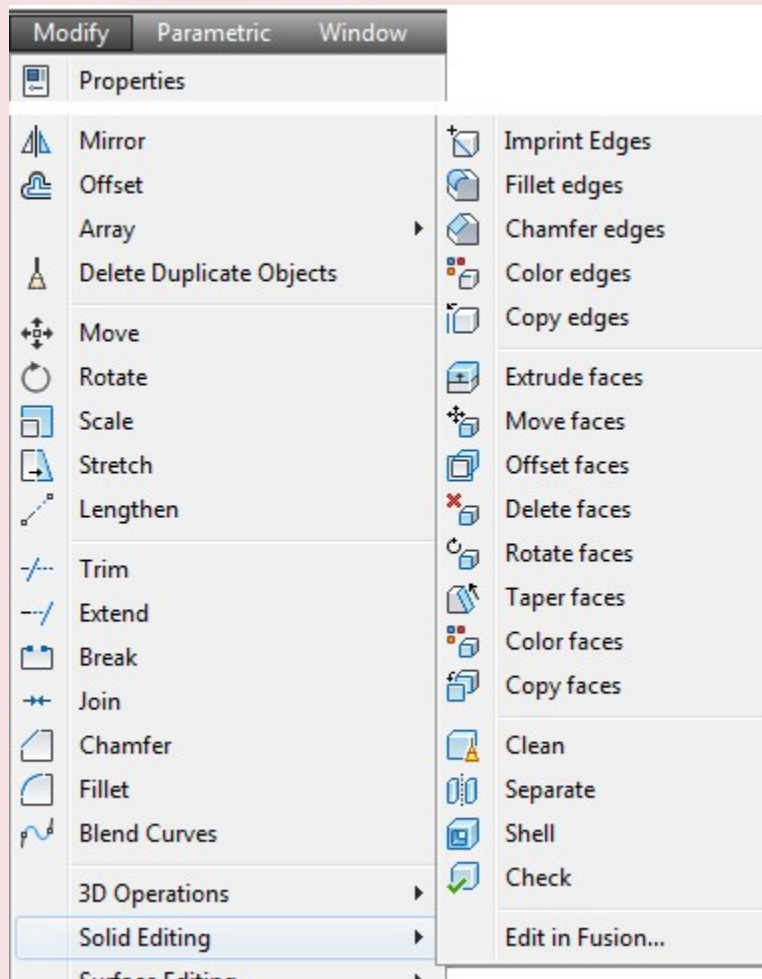 Modify Parametric Window
Properties
Mirror
Offset
Array
Delete Duplicate Objects
Move
Rotate
Scale
Stretch
Lengthen
Trim
Extend
Break
Join
Chamfer
Fillet
Blend Curves
3D Operations
Solid Editing
Surface Editing
Imprint Edges
Fillet edges
Chamfer edges
Color edges
Copy edges
Extrude faces
Move faces
Offset faces
Delete faces
Rotate faces
Taper faces
Color faces
Copy faces
Clean
Separate
Shell
Check
Edit in Fusion...